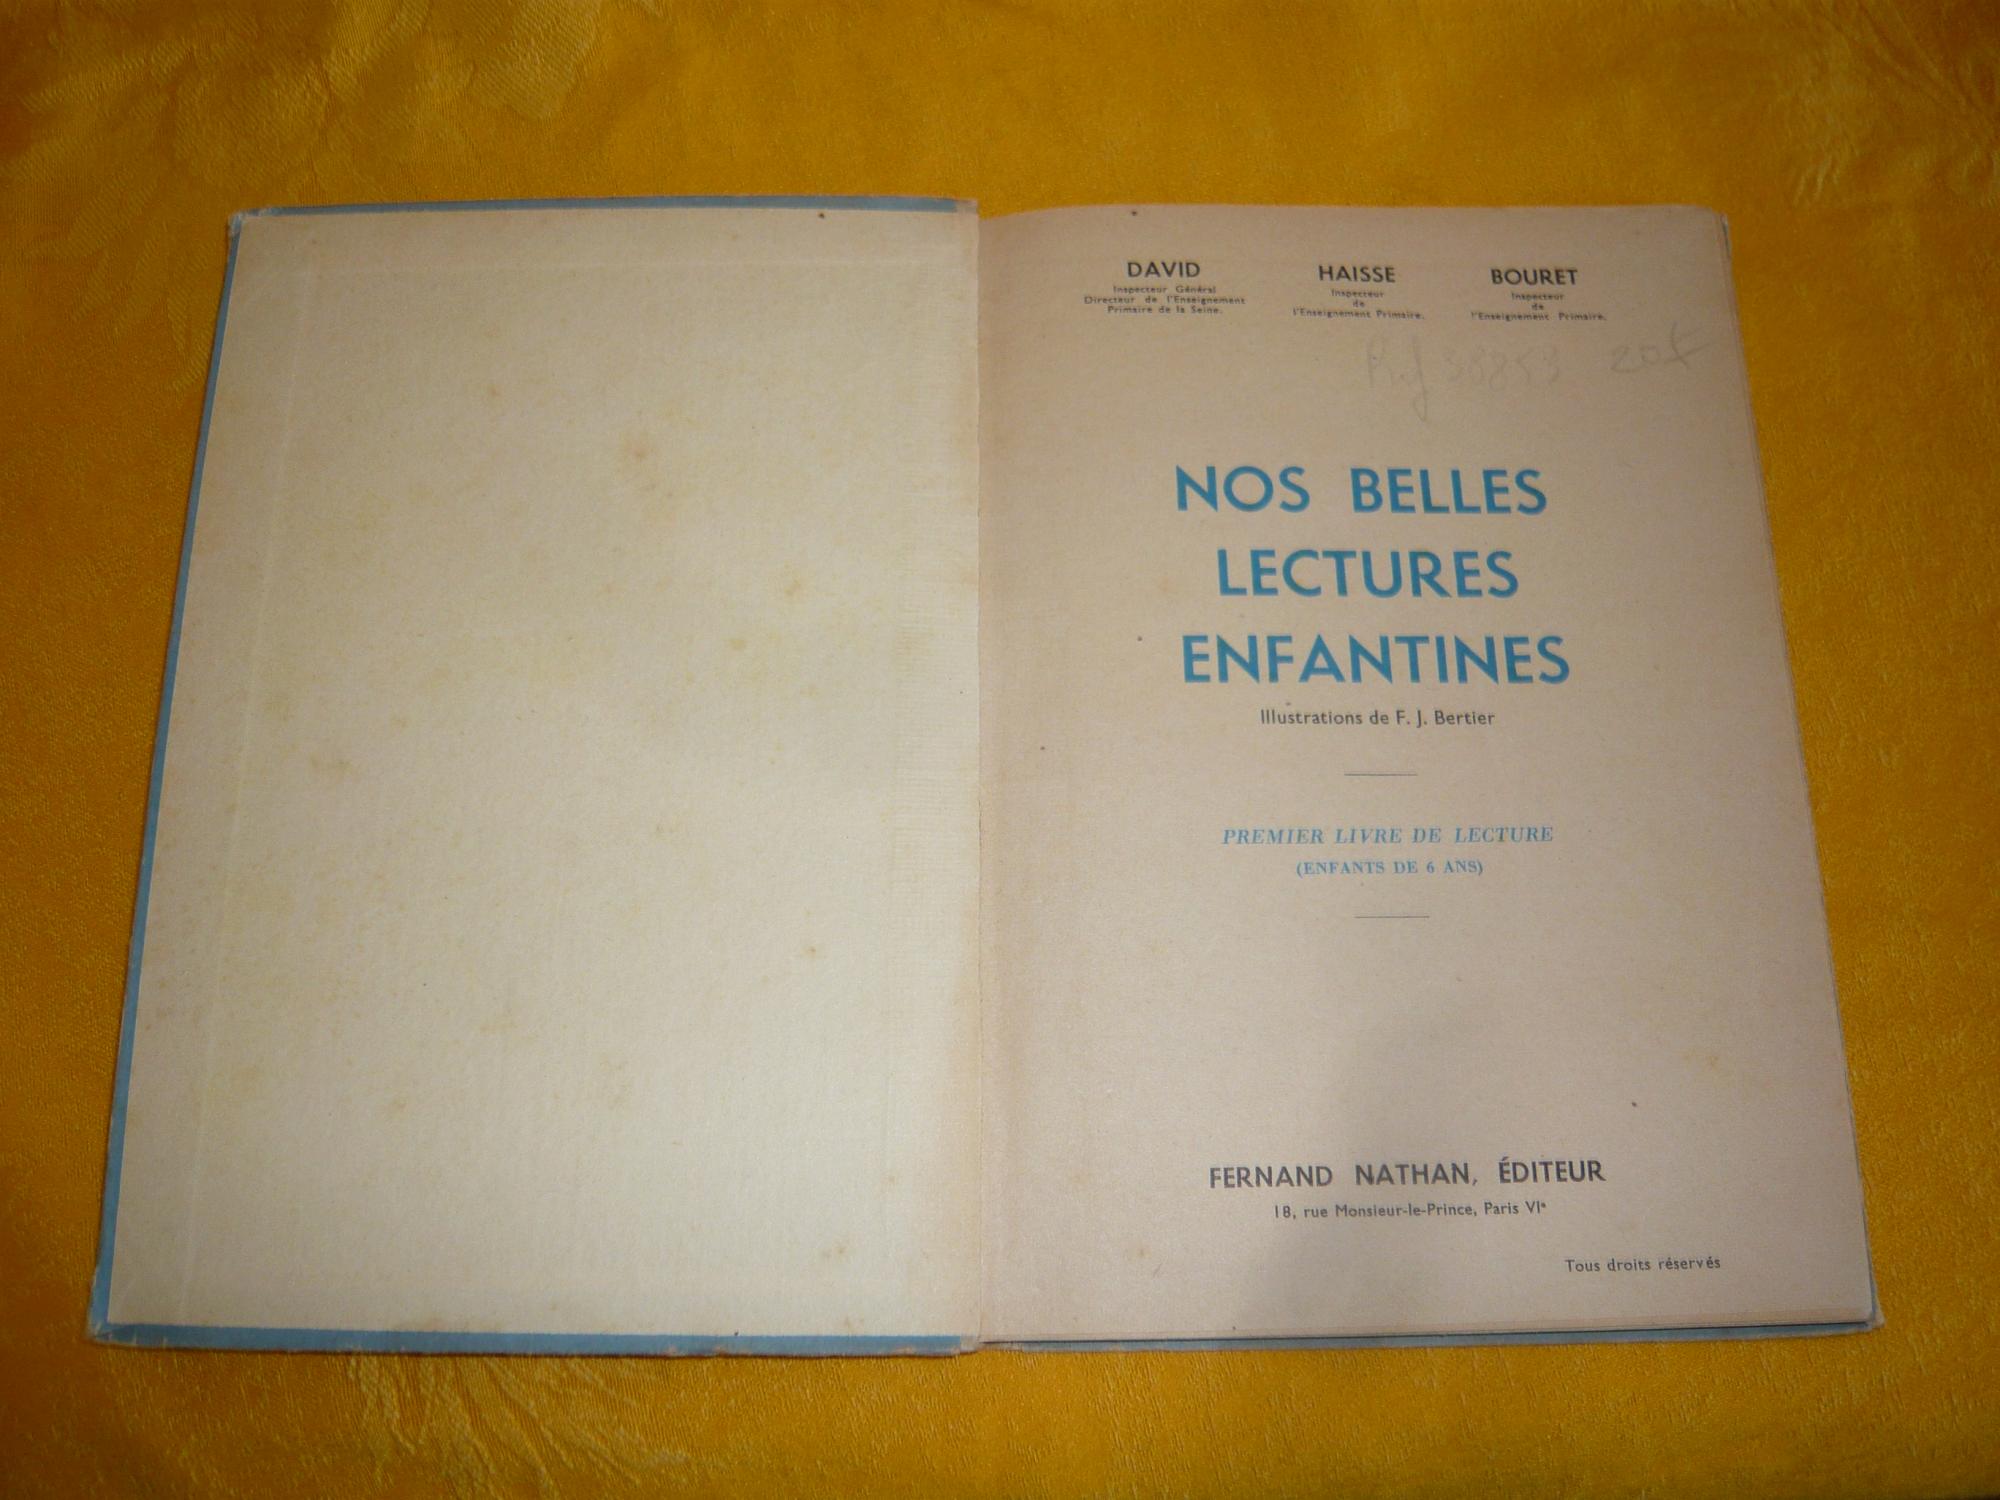 DAVID
Inspecteur Général
Directeur de l'Enseignement
Primaire de la Seine.
HAISSE
Inspecteur
de
l'Enseignement Primaire.
BOURET
Inspecteur
de
l'Enseignement Primaire.
20f
NOS BELLES
LECTURES
ENFANTINES
Illustrations de F. J. Bertier
PREMIER LIVRE DE LECTURE
(ENFANTS DE 6 ANS)
FERNAND NATHAN, ÉDITEUR
18, rue Monsieur-le-Prince, Paris VIe
Tous droits réservés